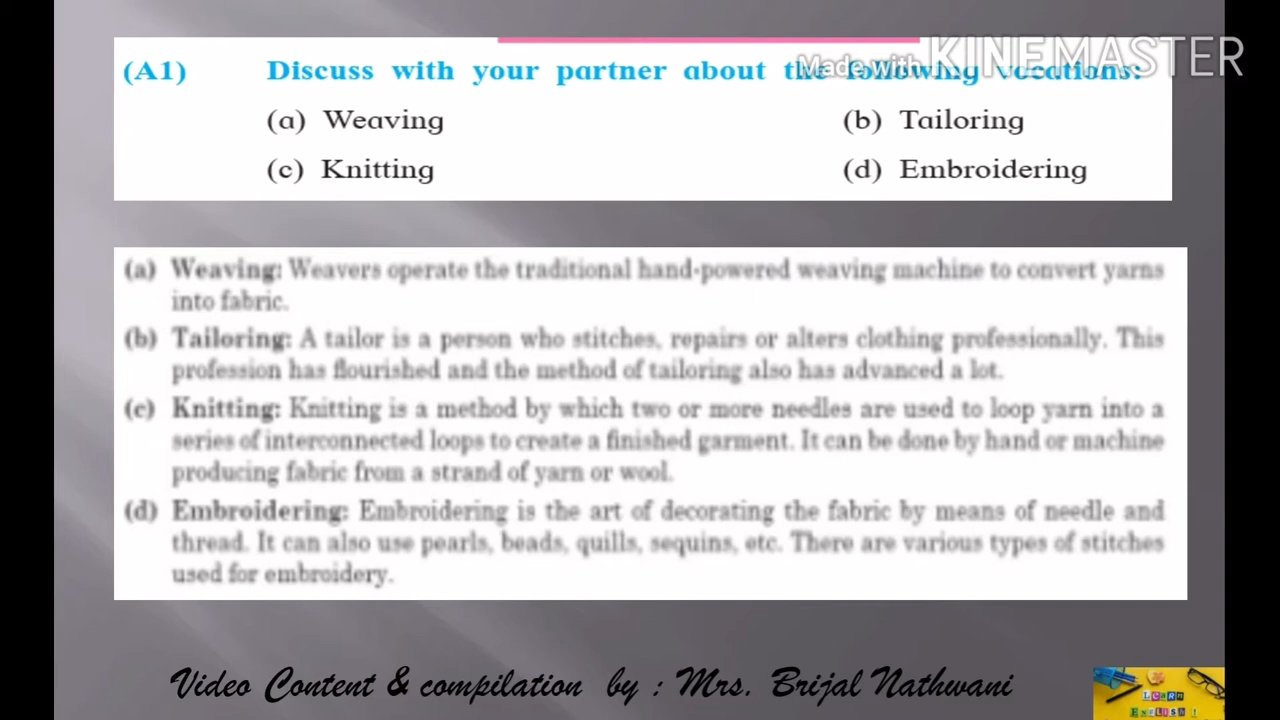 Made with KINEMASTER
(A1) Discuss with your partner about the following vocations:
(a) Weaving (b) Tailoring
(c) Knitting (d) Embroidering
(a) Weaving: Weavers operate the traditional hand-powered weaving machine to convert yarns
into fabric.
(b) Tailoring: A tailor is a person who stitches, repairs or alters clothing professionally. This
profession has flourished and the method of tailoring also has advanced a lot.
(c) Knitting: Knitting is a method by which two or more needles are used to loop yarn into a
series of interconnected loops to create a finished garment. It can be done by hand or machine
producing fabric from a strand of yarn or wool.
(d) Embroidering: Embroidering is the art of decorating the fabric by means of needle and
thread. It can also use pearls, beads, quills, sequins, etc. There are various types of stitches
used for embroidery.
Video Content & compilation by : Mrs. Brijal Nathwani
LEARN
ENGLISH !